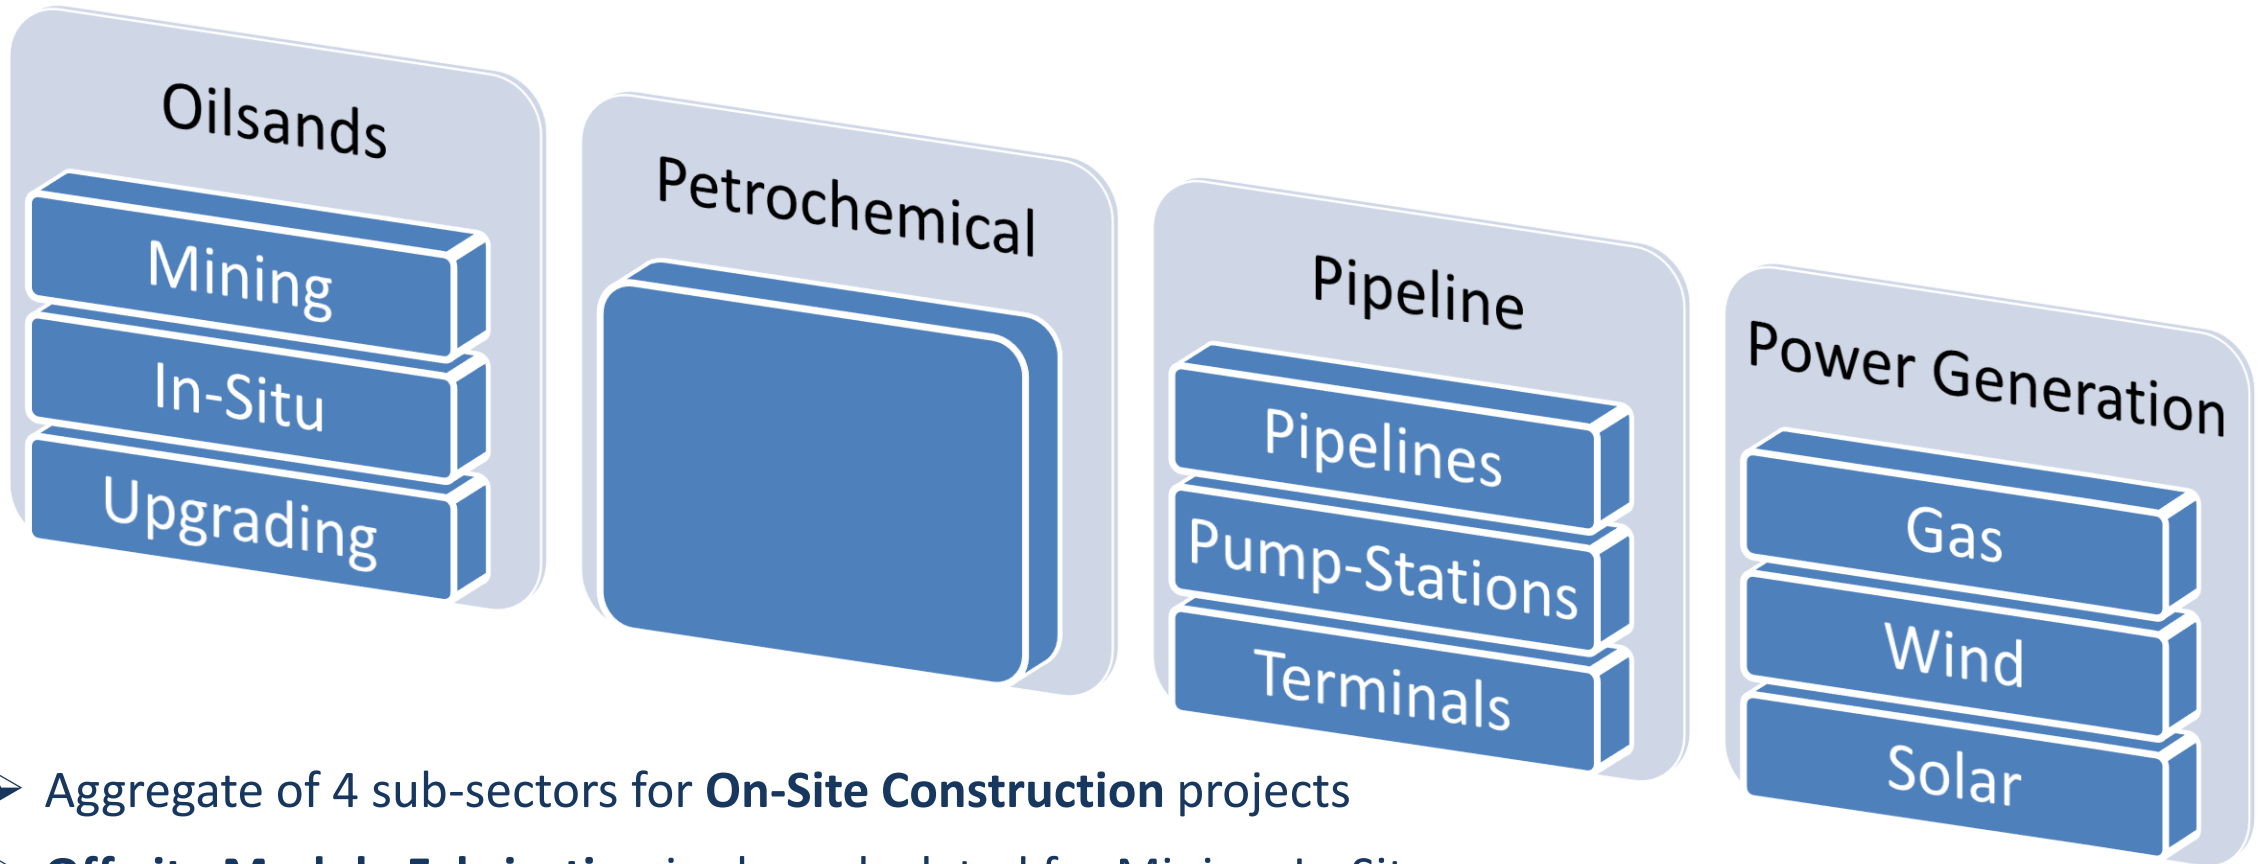 Oilsands
Mining
In-Situ
Upgrading
Petrochemical
Pipeline
Pipelines
Pump-Stations
Terminals
Power Generation
Gas
Wind
Solar
➢ Aggregate of 4 sub-sectors for On-Site Construction projects